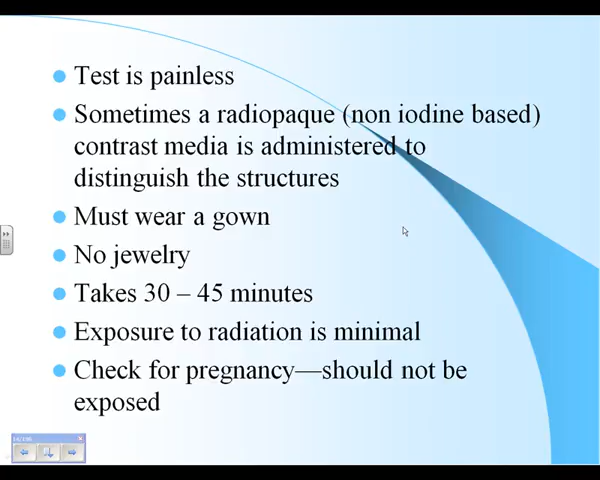 Test is painless
Sometimes a radiopaque (non iodine based)
contrast media is administered to
distinguish the structures
Must wear a gown
No jewelry
Takes 30 – 45 minutes
Exposure to radiation is minimal
Check for pregnancy—should not be
exposed